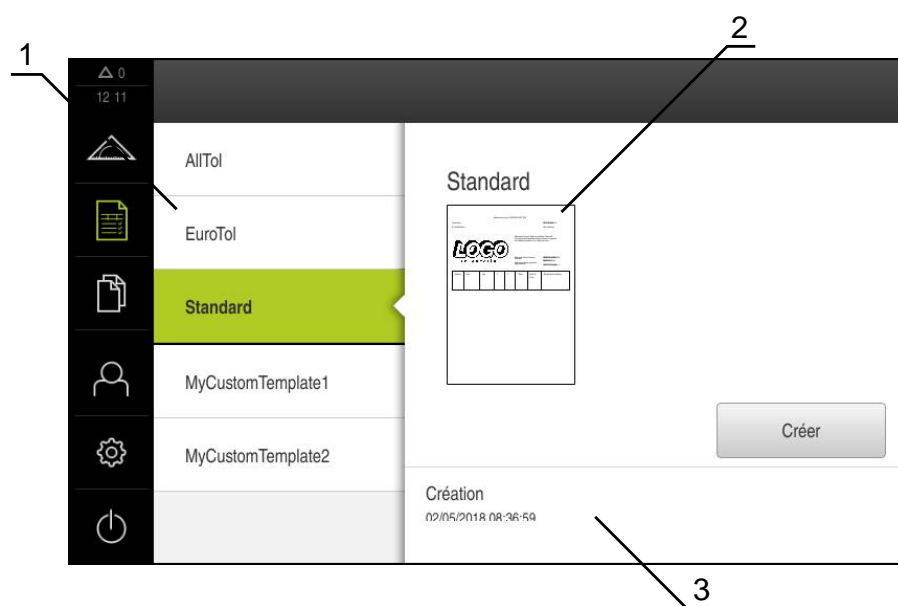 1
2
0
12 11
AllTol
EuroTol
Standard
MyCustomTemplate1
MyCustomTemplate2
Standard
LOGO
Créer
Création
02/05/2018 08:36:59
3